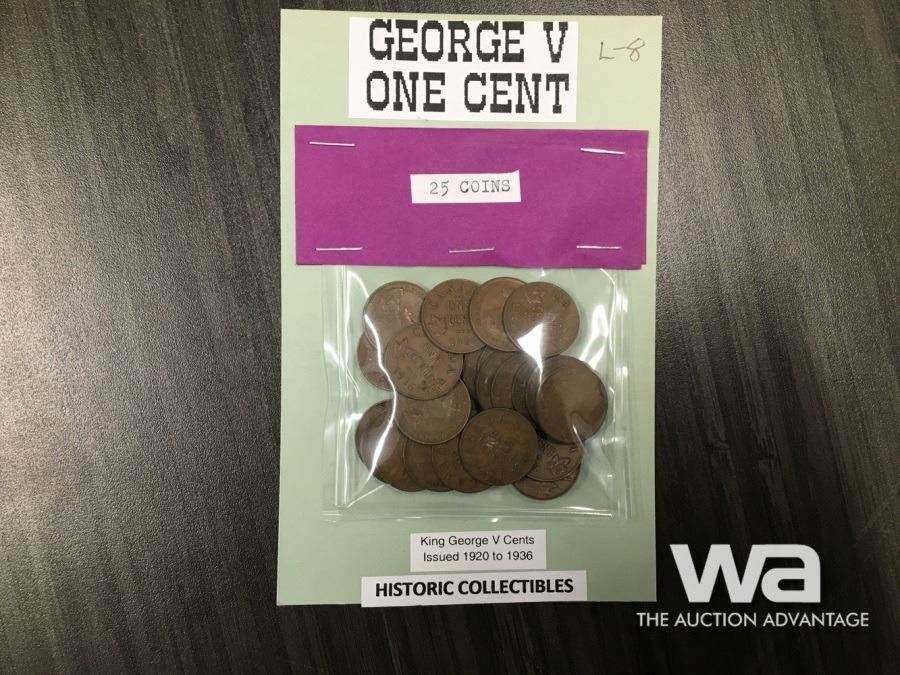 GEORGE V
ONE CENT
L-8
25 COINS
King George V Cents
Issued 1920 to 1936
HISTORIC COLLECTIBLES
wa
THE AUCTION ADVANTAGE